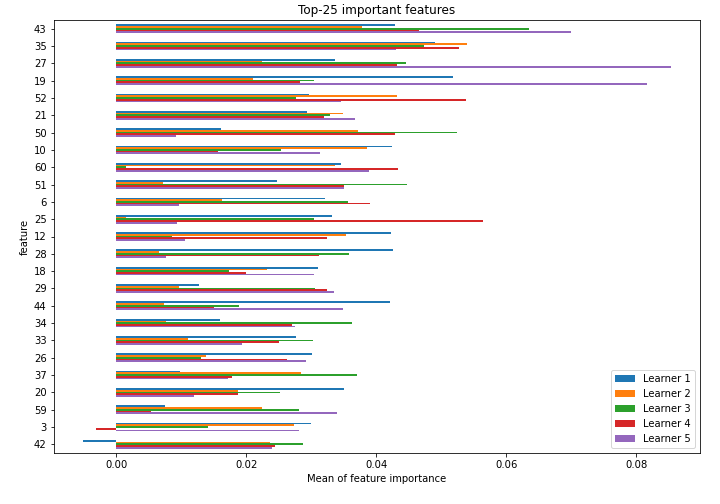 Top-25 important features
43
35
27
19
52
21
50
10
60
51
6
25
12
28
18
29
44
34
33
26
37
20
59
3
42
feature
0.00 0.02 0.04 0.06 0.08
Mean of feature importance
Learner 1
Learner 2
Learner 3
Learner 4
Learner 5